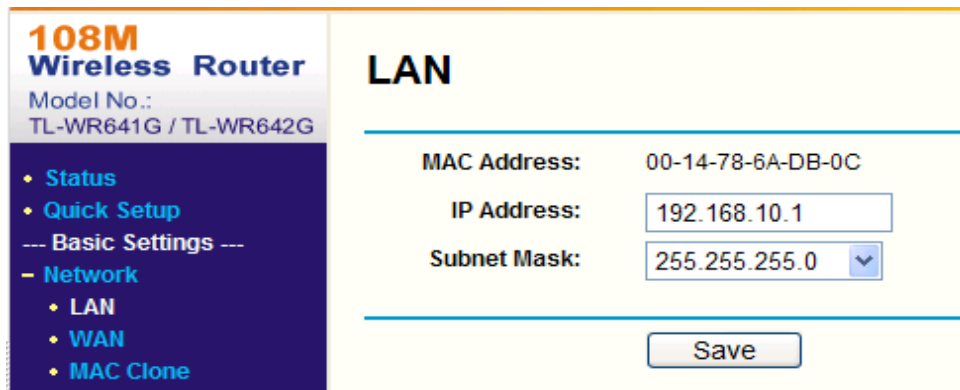 108M
Wireless Router
Model No.:
TL-WR641G / TL-WR642G
• Status
• Quick Setup
--- Basic Settings ---
– Network
• LAN
• WAN
• MAC Clone
LAN
MAC Address: 00-14-78-6A-DB-0C
IP Address: 192.168.10.1
Subnet Mask: 255.255.255.0
Save